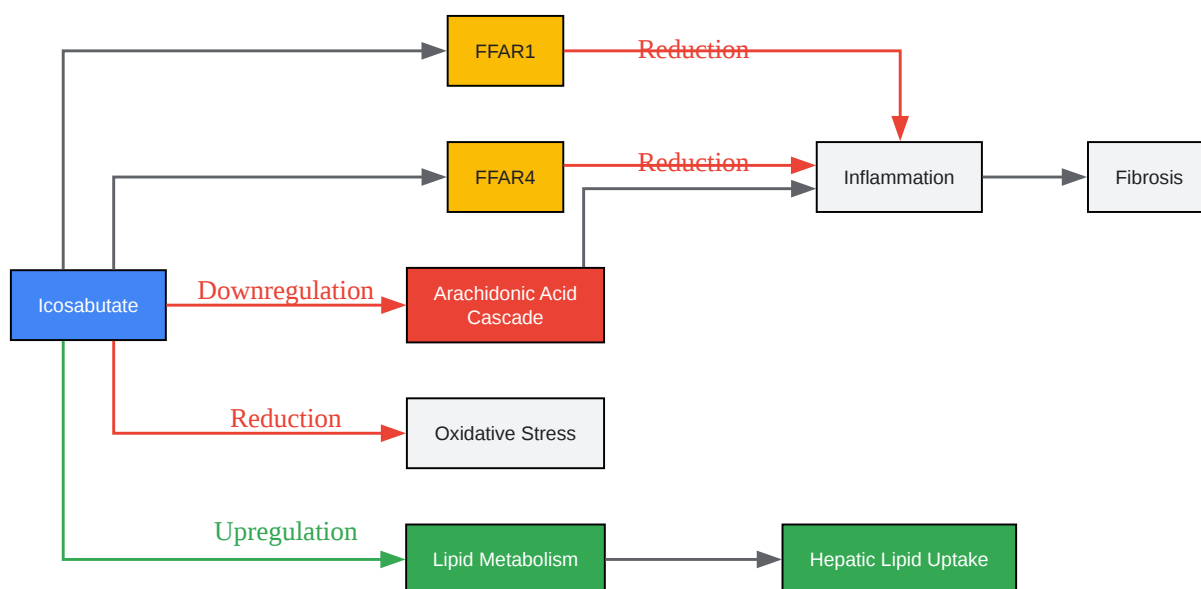 FFAR1
Reduction
FFAR4
Reduction
Inflammation
Fibrosis
Icosabutate
Downregulation
Arachidonic Acid
Cascade
Reduction
Oxidative Stress
Upregulation
Lipid Metabolism
Hepatic Lipid Uptake